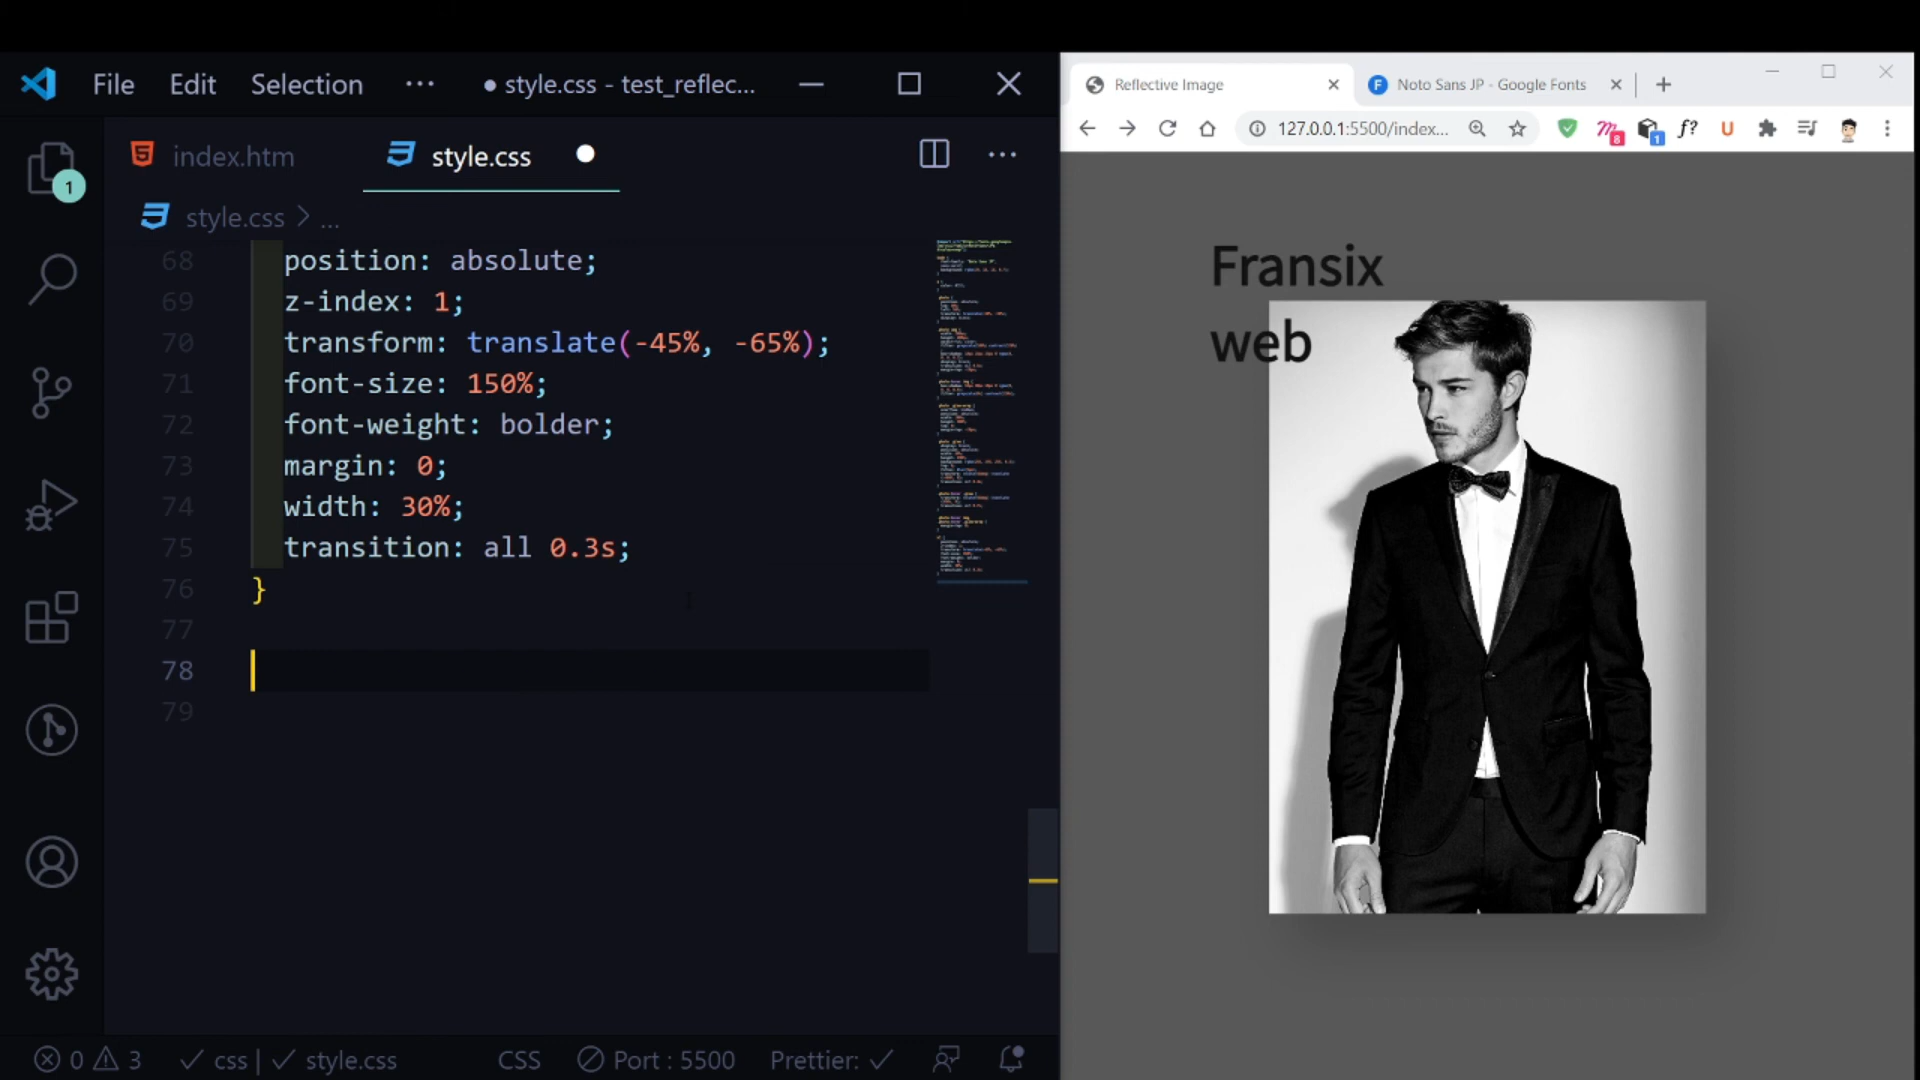 File Edit Selection ··· ● style.css - test_reflec...
index.htm style.css
style.css > ...
68 position: absolute;
69 z-index: 1;
70 transform: translate(-45%, -65%);
71 font-size: 150%;
72 font-weight: bolder;
73 margin: 0;
74 width: 30%;
75 transition: all 0.3s;
76 }
77
78
79
1
0 3 css | style.css CSS Port : 5500 Prettier:
Reflective Image Noto Sans JP - Google Fonts
127.0.0.1:5500/index... 8 1 f? U
Fransix
web